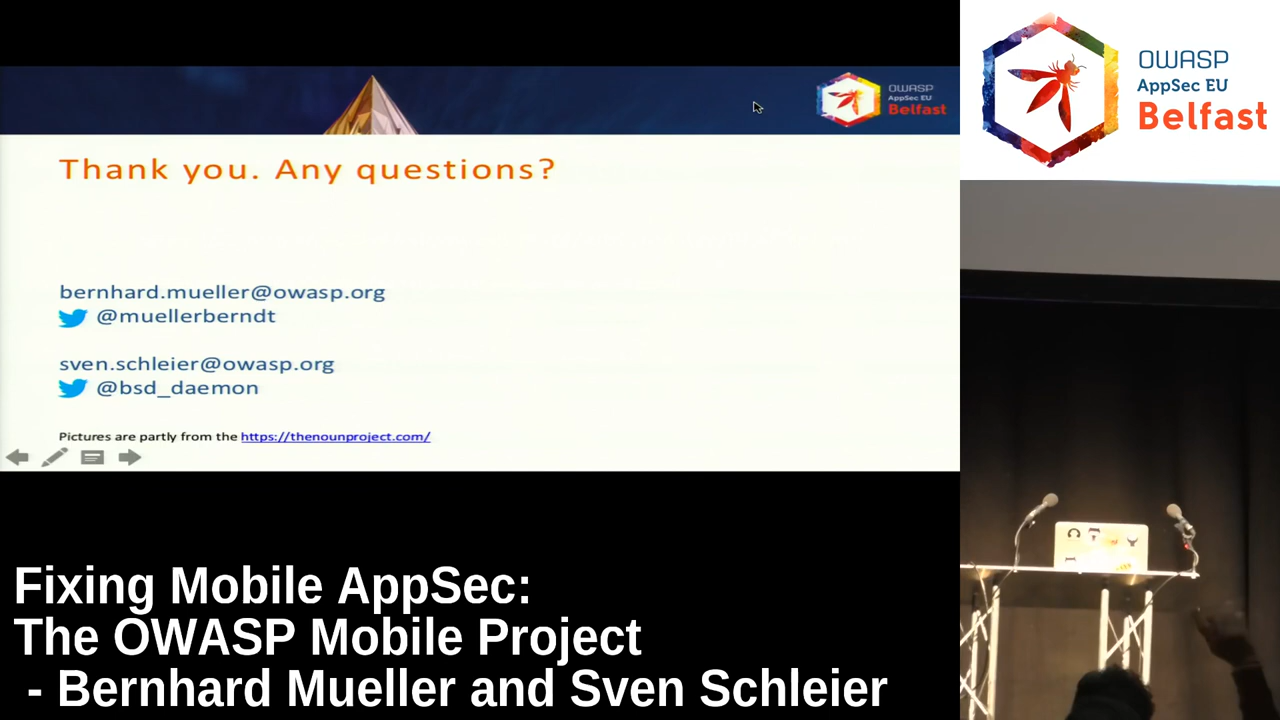 OWASP
AppSec EU
Belfast
Thank you. Any questions?
bernhard.mueller@owasp.org
@muellerberndt
sven.schleier@owasp.org
@bsd_daemon
Pictures are partly from the https://thenounproject.com/
OWASP
AppSec EU
Belfast
Fixing Mobile AppSec:
The OWASP Mobile Project
- Bernhard Mueller and Sven Schleier